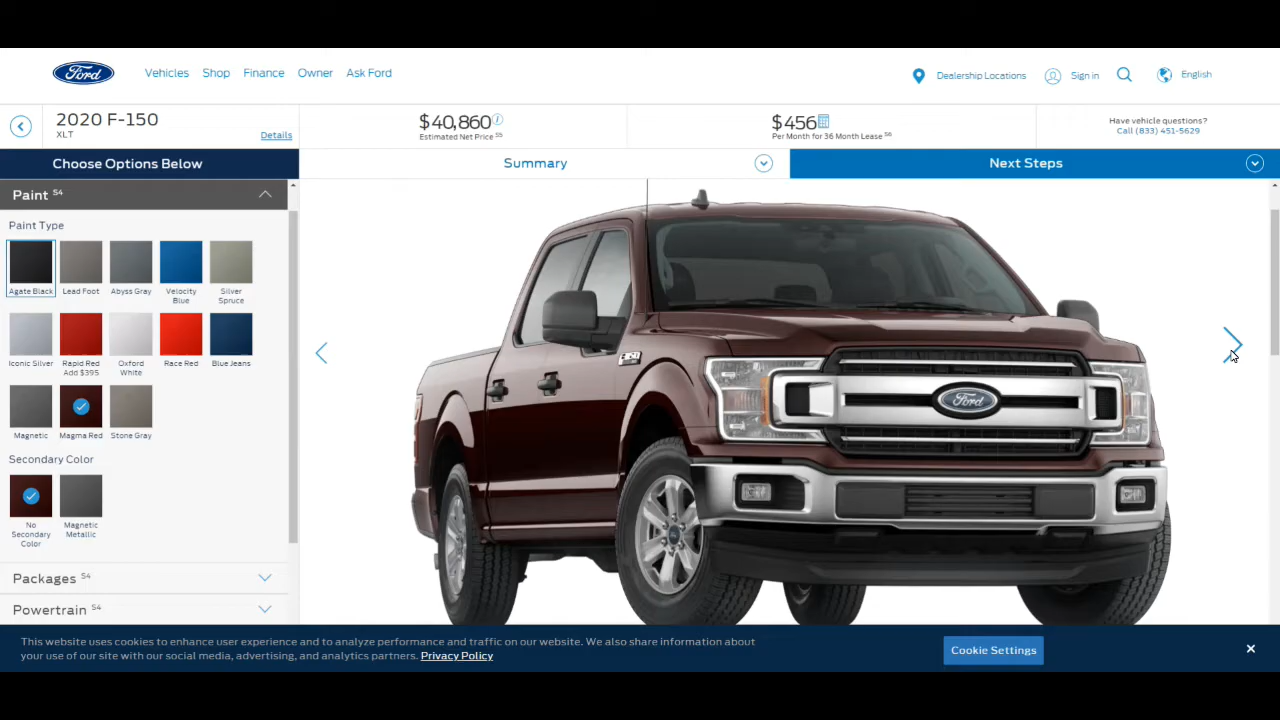 Ford
Vehicles
Shop
Finance
Owner
Ask Ford
Dealership Locations
Sign in
English
2020 F-150
XLT
Details
$40,860
Estimated Net Price
$456
Per Month for 36 Month Lease
Have vehicle questions?
Call (833) 451-5629
Choose Options Below
Summary
Next Steps
Paint 54
Paint Type
Agate Black
Lead Foot
Abyss Gray
Velocity
Blue
Silver
Spruce
Iconic Silver
Rapid Red
Add $395
Oxford
White
Race Red
Blue Jeans
Magnetic
Magma Red
Stone Gray
Secondary Color
No
Secondary
Color
Magnetic
Metallic
Packages 54
Powertrain 54
F-150
Ford
This website uses cookies to enhance user experience and to analyze performance and traffic on our website. We also share information about
your use of our site with our social media, advertising, and analytics partners. Privacy Policy
Cookie Settings